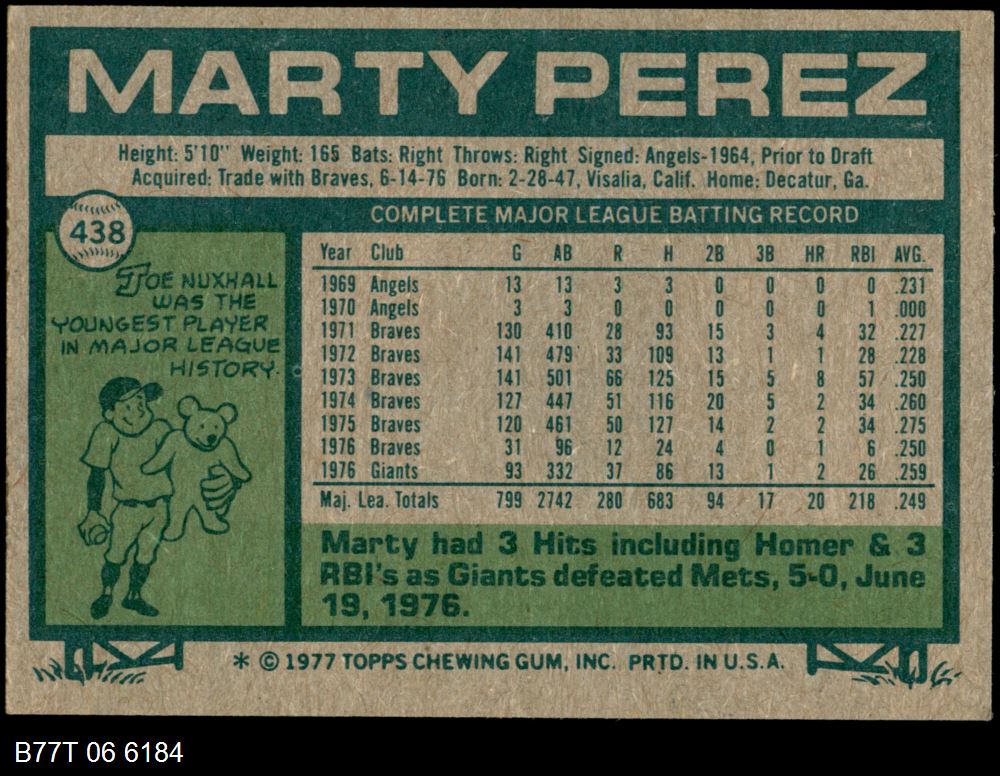 MARTY PEREZ
Height: 5'10" Weight: 165 Bats: Right Throws: Right Signed: Angels-1964, Prior to Draft
Acquired: Trade with Braves, 6-14-76 Born: 2-28-47, Visalia, Calif. Home: Decatur, Ga.
438
JOE NUXHALL
WAS THE
YOUNGEST PLAYER
IN MAJOR LEAGUE
HISTORY.
COMPLETE MAJOR LEAGUE BATTING RECORD
Year Club G AB R H 2B 3B HR RBI AVG.
1969 Angels 13 13 3 3 0 0 0 0 .231
1970 Angels 3 3 0 0 0 0 0 1 .000
1971 Braves 130 410 28 93 15 3 4 32 .227
1972 Braves 141 479 33 109 13 1 1 28 .228
1973 Braves 141 501 66 125 15 5 8 57 .250
1974 Braves 127 447 51 116 20 5 2 34 .260
1975 Braves 120 461 50 127 14 2 2 34 .275
1976 Braves 31 96 12 24 4 0 1 6 .250
1976 Giants 93 332 37 86 13 1 2 26 .259
Maj. Lea. Totals 799 2742 280 683 94 17 20 218 .249
Marty had 3 Hits including Homer & 3
RBI's as Giants defeated Mets, 5-0, June
19, 1976.
* © 1977 TOPPS CHEWING GUM, INC. PRTD. IN U.S.A.
B77T 06 6184